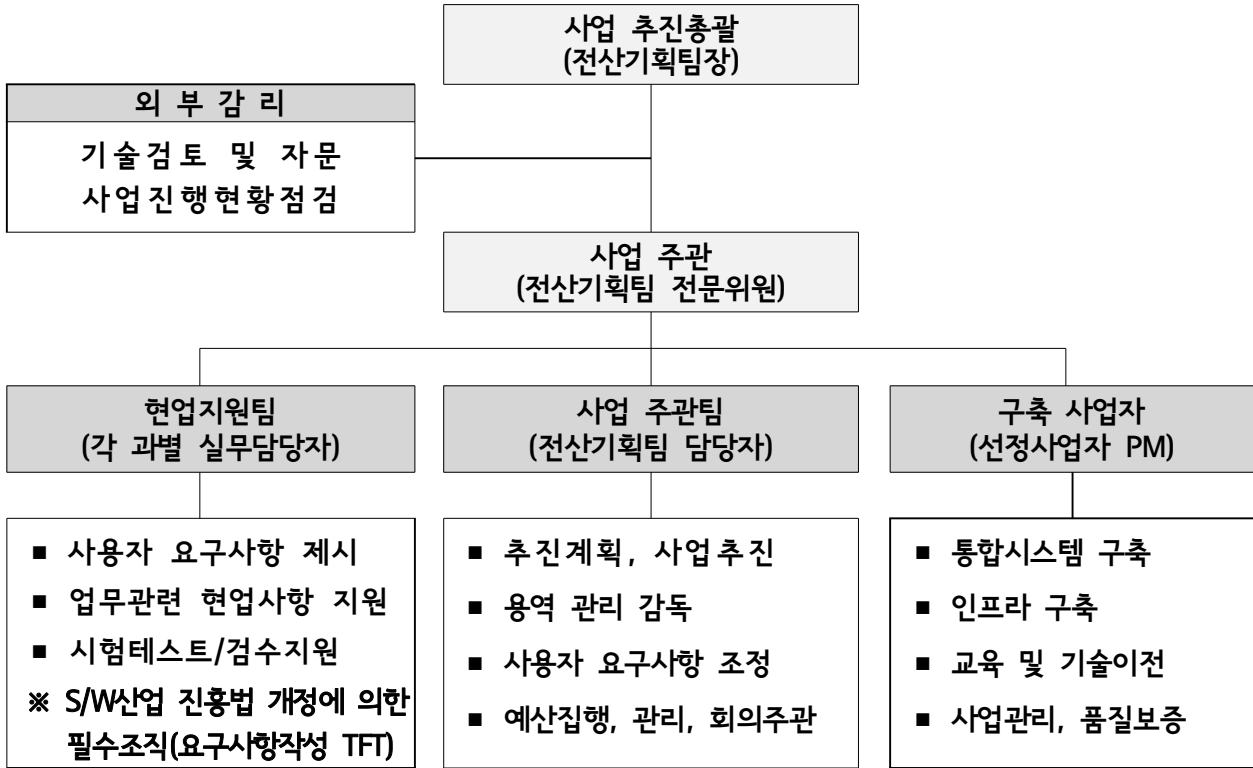 사업 추진총괄
(전산기획팀장)
외 부 감 리
기술검토 및 자문
사업진행현황점검
사업 주관
(전산기획팀 전문위원)
현업지원팀
(각 과별 실무담당자)
사업 주관팀
(전산기획팀 담당자)
구축 사업자
(선정사업자 PM)
■ 사용자 요구사항 제시
■ 업무관련 현업사항 지원
■ 시험테스트/검수지원
※ S/W산업 진흥법 개정에 의한
필수조직(요구사항작성 TFT)
■ 추진계획, 사업추진
■ 용역 관리 감독
■ 사용자 요구사항 조정
■ 예산집행, 관리, 회의주관
■ 통합시스템 구축
■ 인프라 구축
■ 교육 및 기술이전
■ 사업관리, 품질보증